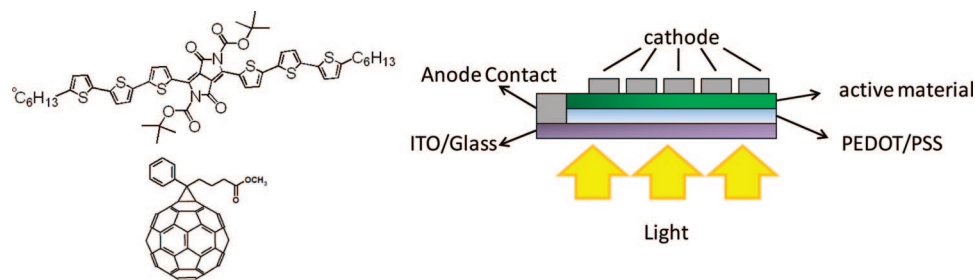 O
O
O
N
O
C₆H₁₃
S
S
S
S
S
S
° C₆H₁₃
N
O
O
O
OCH₃
O
cathode
Anode Contact
active material
ITO/Glass
PEDOT/PSS
Light